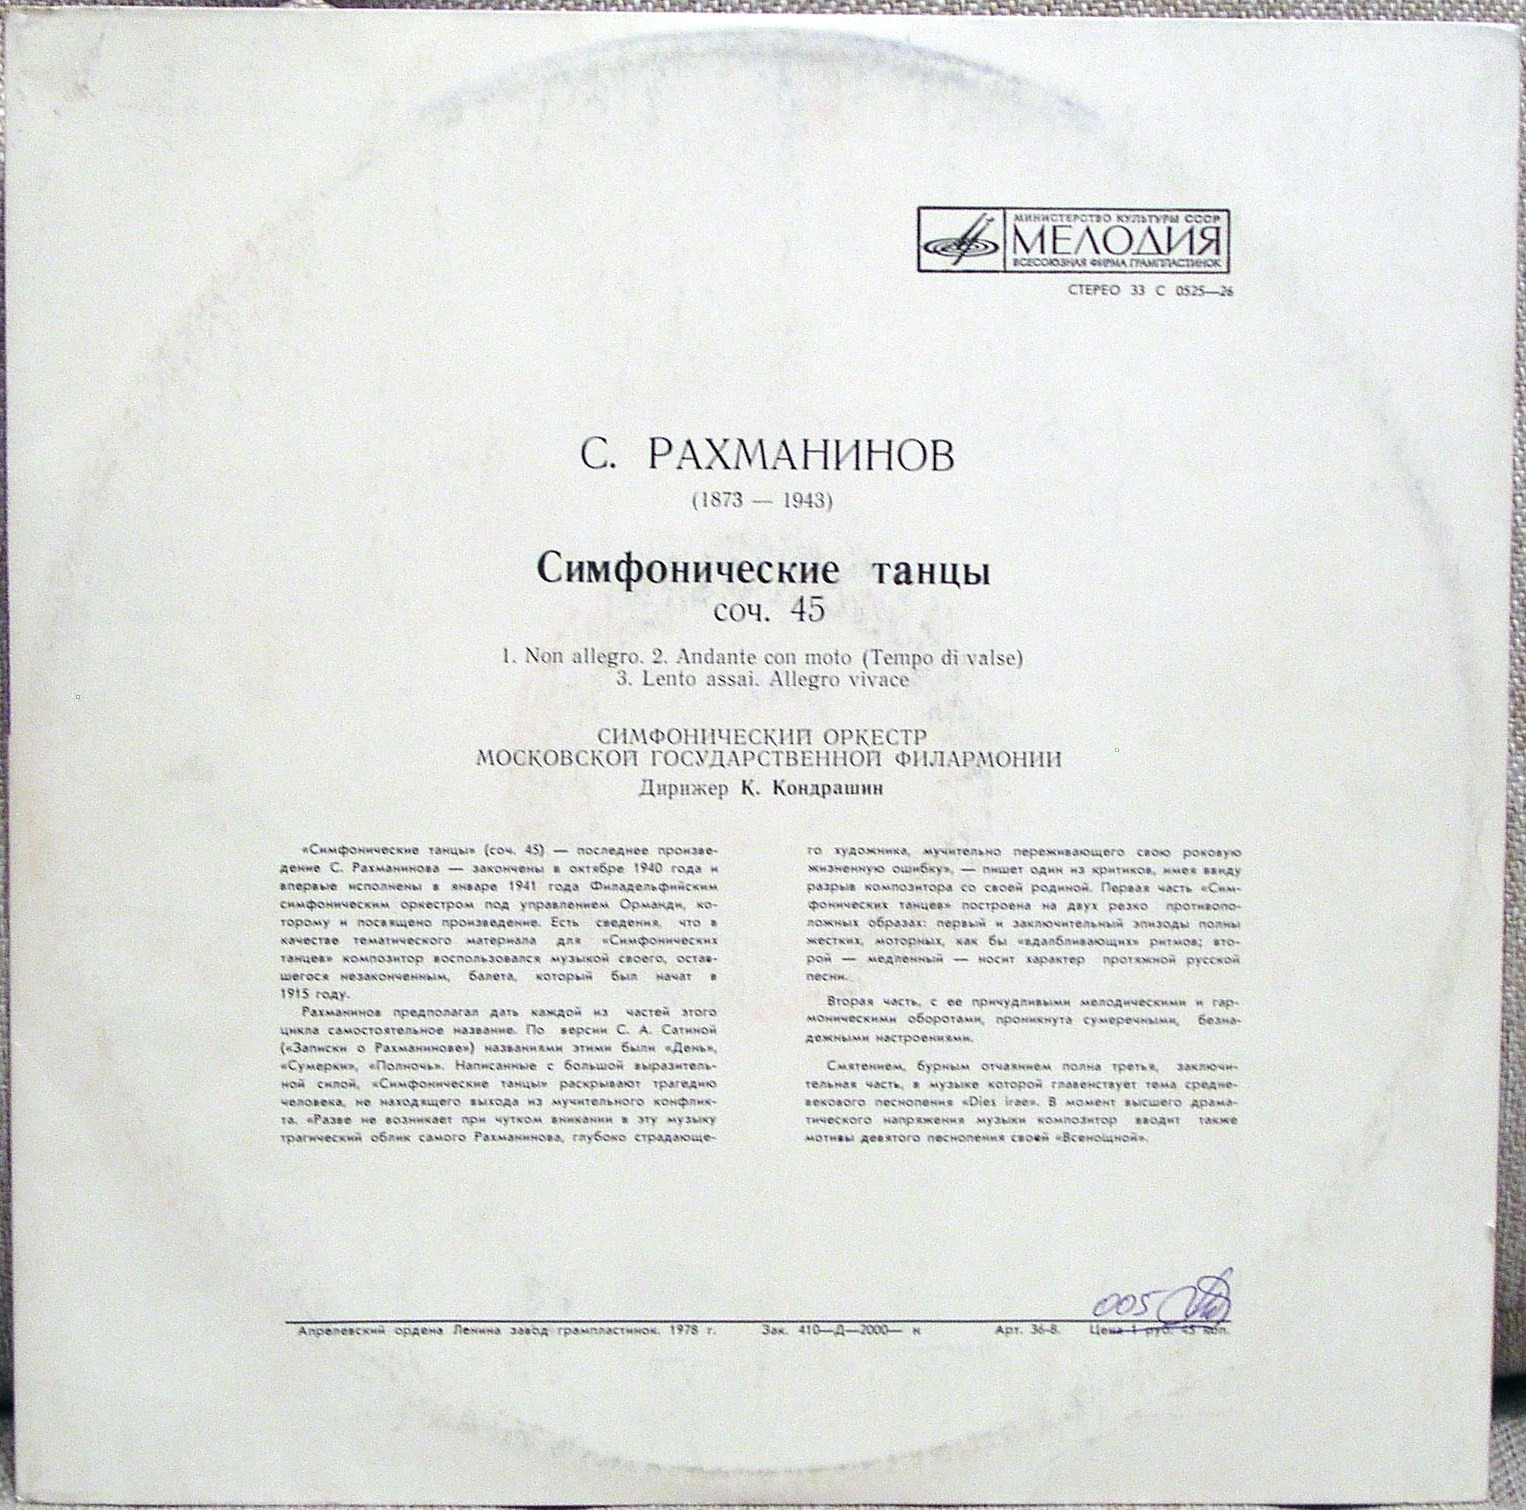 МИНИСТЕРСТВО КУЛЬТУРЫ СССР
МЕЛОДИЯ
ВСЕСОЮЗНАЯ ФИРМА ГРАМПЛАСТИНОК
СТЕРЕО 33 С 0525—26
С. РАХМАНИНОВ
(1873 — 1943)
Симфонические танцы
соч. 45
1. Non allegro. 2. Andante con moto (Tempo di valse)
3. Lento assai. Allegro vivace
СИМФОНИЧЕСКИЙ ОРКЕСТР
МОСКОВСКОЙ ГОСУДАРСТВЕННОЙ ФИЛАРМОНИИ
Дирижер К. Кондрашин
«Симфонические танцы» (соч. 45) — последнее произве-
дение С. Рахманинова — закончены в октябре 1940 года и
впервые исполнены в январе 1941 года Филадельфийским
симфоническим оркестром под управлением Орманди, ко-
торому и посвящено произведение. Есть сведения, что в
качестве тематического материала для «Симфонических
танцев» композитор воспользовался музыкой своего, остав-
шегося незаконченным, балета, который был начат в
1915 году.
Рахманинов предполагал дать каждой из частей этого
цикла самостоятельное название. По версии С. А. Сатиной
(«Записки о Рахманинове») названиями этими были «День»,
«Сумерки», «Полночь». Написанные с большой выразитель-
ной силой, «Симфонические танцы» раскрывают трагедию
человека, не находящего выхода из мучительного конфлик-
та. «Разве не возникает при чутком вникании в эту музыку
трагический облик самого Рахманинова, глубоко страдающе-
го художника, мучительно переживающего свою роковую
жизненную ошибку», — пишет один из критиков, имея ввиду
разрыв композитора со своей родиной. Первая часть «Сим-
фонических танцев» построена на двух резко противопо-
ложных образах: первый и заключительный эпизоды полны
жестких, моторных, как бы «вдалбливающих» ритмов; вто-
рой — медленный — носит характер протяжной русской
песни.
Вторая часть, с ее причудливыми мелодическими и гар-
моническими оборотами, проникнута сумеречными, безна-
дежными настроениями.
Смятением, бурным отчаянием полна третья, заключи-
тельная часть, в музыке которой главенствует тема средне-
векового песнопения «Dies irae». В момент высшего драма-
тического напряжения музыки композитор вводит также
мотивы девятого песнопения своей «Всенощной».
005
Апрелевский ордена Ленина завод грампластинок. 1978 г. Зак. 410—Д—2000— н Арт. 36-8. Цена 1 руб. 45 коп.